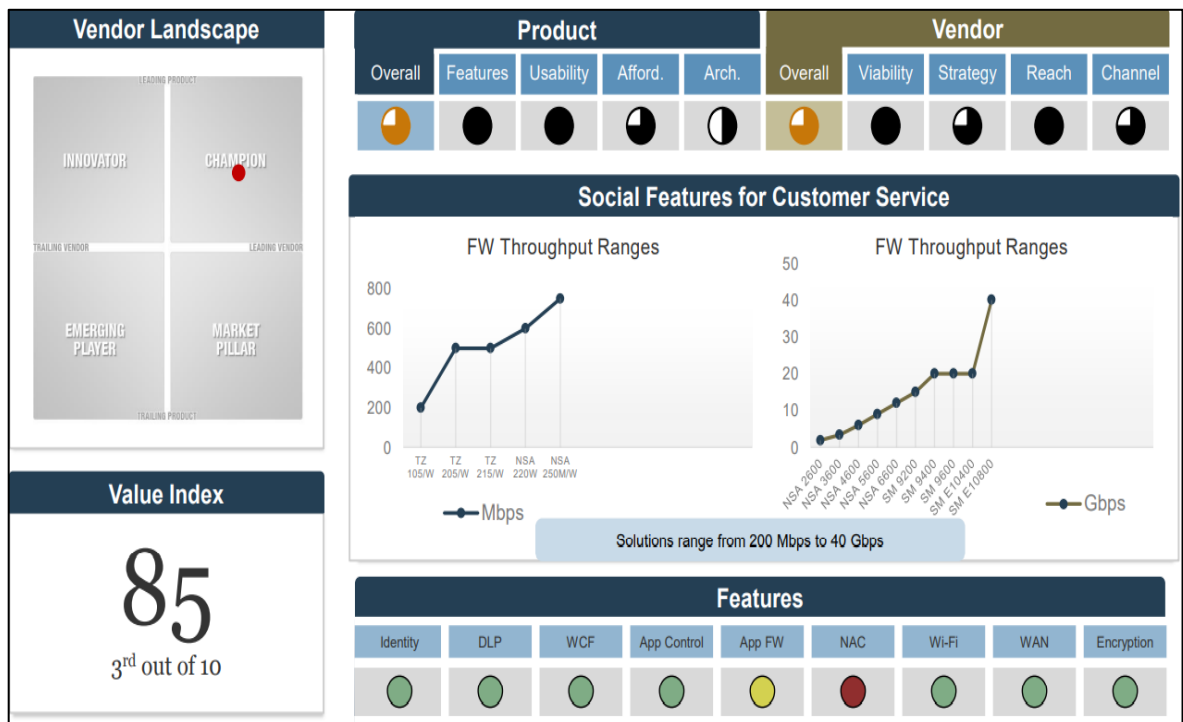 Vendor Landscape
LEADING PRODUCT
INNOVATOR
CHAMPION
TRAILING VENDOR
LEADING VENDOR
EMERGING
PLAYER
MARKET
PILLAR
TRAILING PRODUCT
Value Index
85
3rd out of 10
Product
Vendor
Overall
Features
Usability
Afford.
Arch.
Overall
Viability
Strategy
Reach
Channel
Social Features for Customer Service
FW Throughput Ranges
800
600
400
200
0
TZ
105/W
TZ
205/W
TZ
215/W
NSA
220W
NSA
250M/W
Mbps
FW Throughput Ranges
50
40
30
20
10
0
NSA 2600
NSA 3600
NSA 4600
NSA 5600
NSA 6600
SM 9200
SM 9400
SM 9600
SM E10400
SM E10800
Gbps
Solutions range from 200 Mbps to 40 Gbps
Features
Identity
DLP
WCF
App Control
App FW
NAC
Wi-Fi
WAN
Encryption